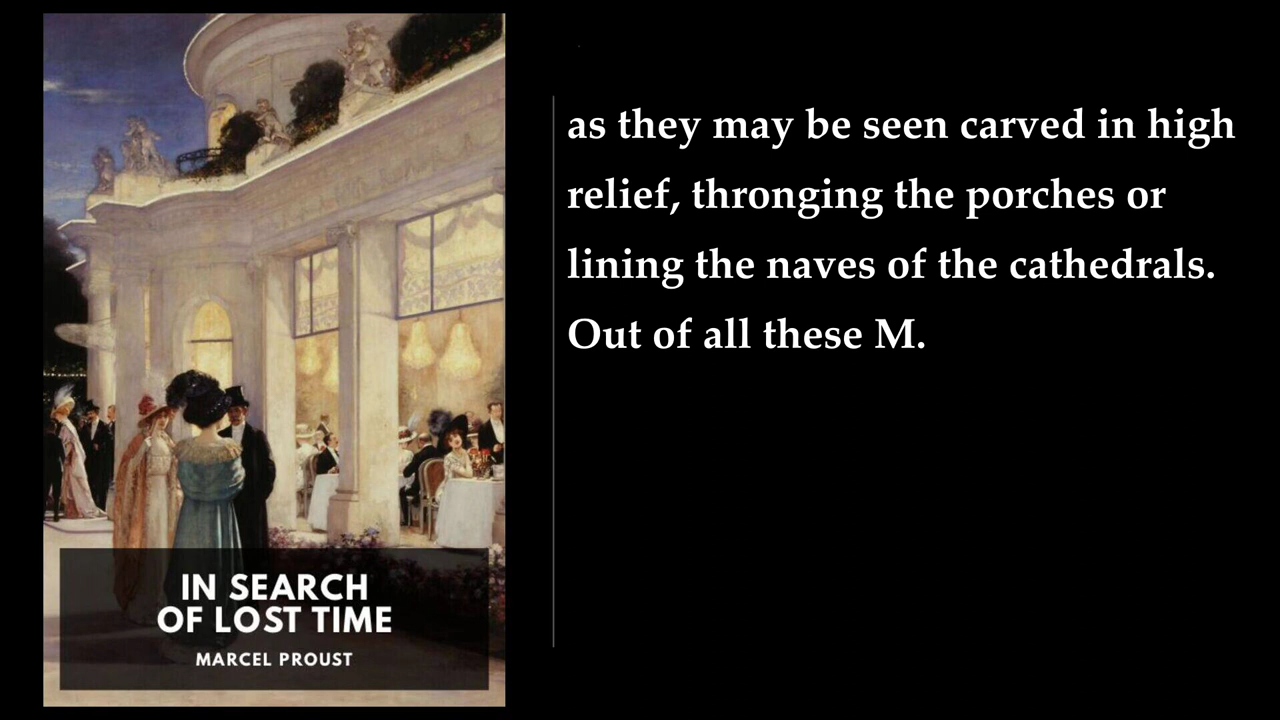 IN SEARCH
OF LOST TIME
MARCEL PROUST
as they may be seen carved in high
relief, thronging the porches or
lining the naves of the cathedrals.
Out of all these M.